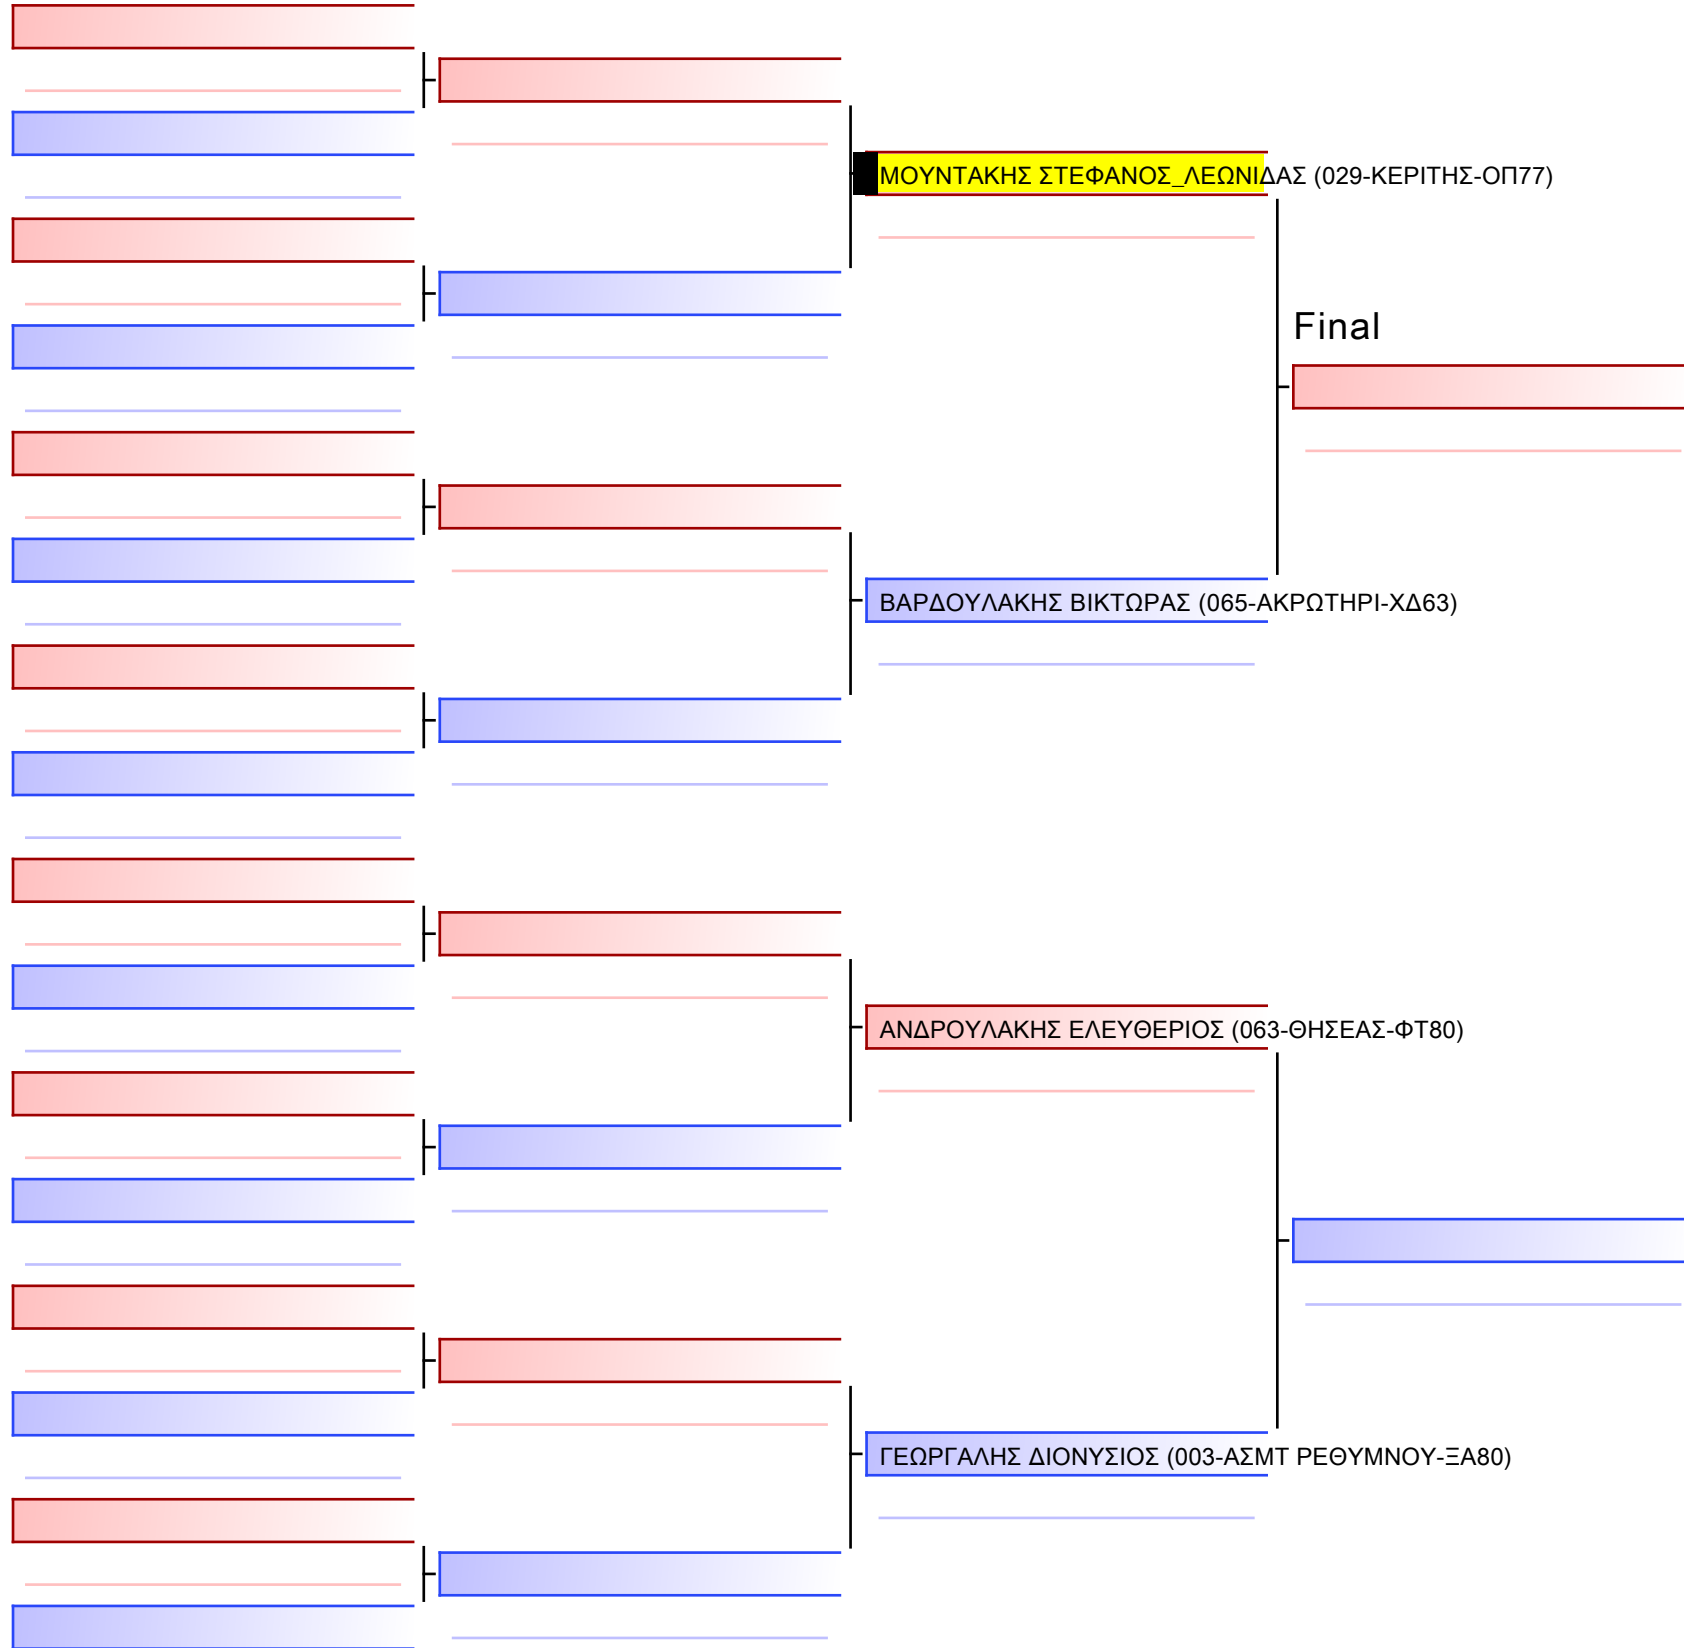 ΜΟΥΝΤΑΚΗΣ ΣΤΕΦΑΝΟΣ_ΛΕΩΝΙΔΑΣ (029-ΚΕΡΙΤΗΣ-ΟΠ77)
Final
ΒΑΡΔΟΥΛΑΚΗΣ ΒΙΚΤΩΡΑΣ (065-ΑΚΡΩΤΗΡΙ-ΧΔ63)
ΑΝΔΡΟΥΛΑΚΗΣ ΕΛΕΥΘΕΡΙΟΣ (063-ΘΗΣΕΑΣ-ΦΤ80)
ΓΕΩΡΓΑΛΗΣ ΔΙΟΝΥΣΙΟΣ (003-ΑΣΜΤ ΡΕΘΥΜΝΟΥ-ΞΑ80)